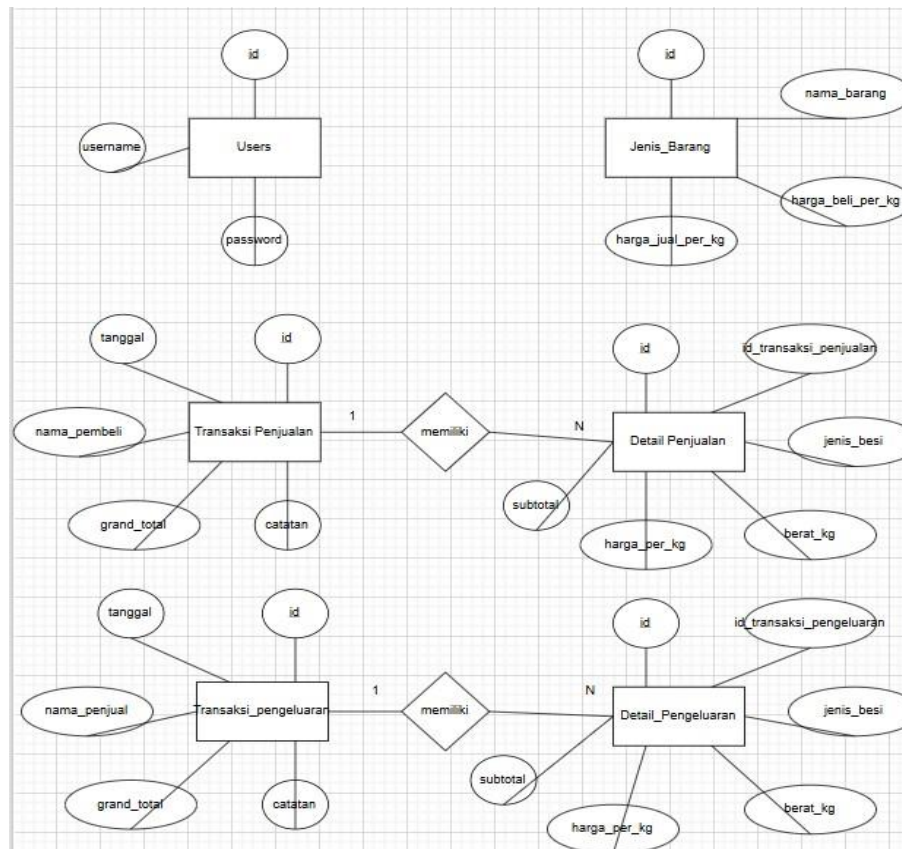 id
id
nama_barang
username
Users
Jenis_Barang
harga_beli_per_kg
password
harga_jual_per_kg
tanggal
id
id
id_transaksi_penjualan
nama_pembeli
Transaksi Penjualan
1
memiliki
N
Detail Penjualan
jenis_besi
subtotal
grand_total
catatan
harga_per_kg
berat_kg
tanggal
id
id
id_transaksi_pengeluaran
nama_penjual
Transaksi_pengeluaran
1
memiliki
N
Detail_Pengeluaran
jenis_besi
subtotal
grand_total
catatan
harga_per_kg
berat_kg